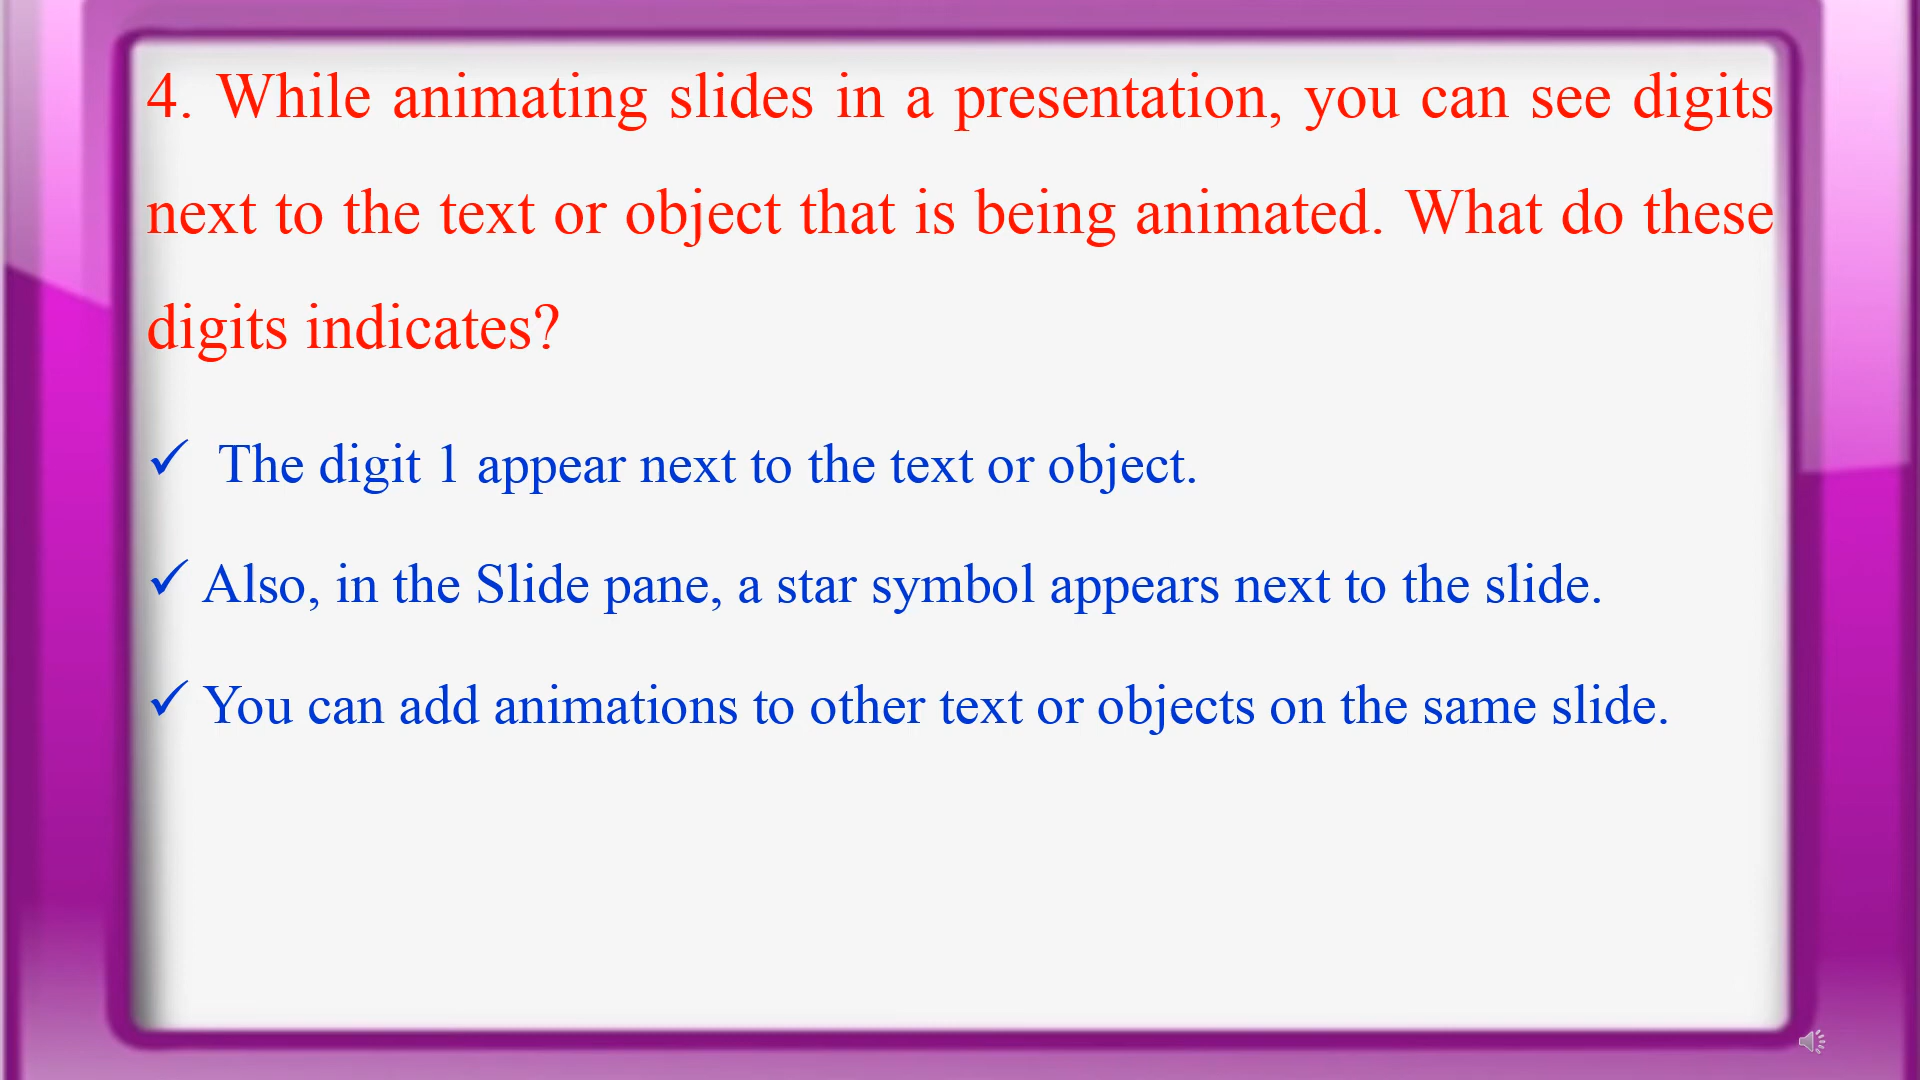 4. While animating slides in a presentation, you can see digits
next to the text or object that is being animated. What do these
digits indicates?
✓ The digit 1 appear next to the text or object.
✓ Also, in the Slide pane, a star symbol appears next to the slide.
✓ You can add animations to other text or objects on the same slide.